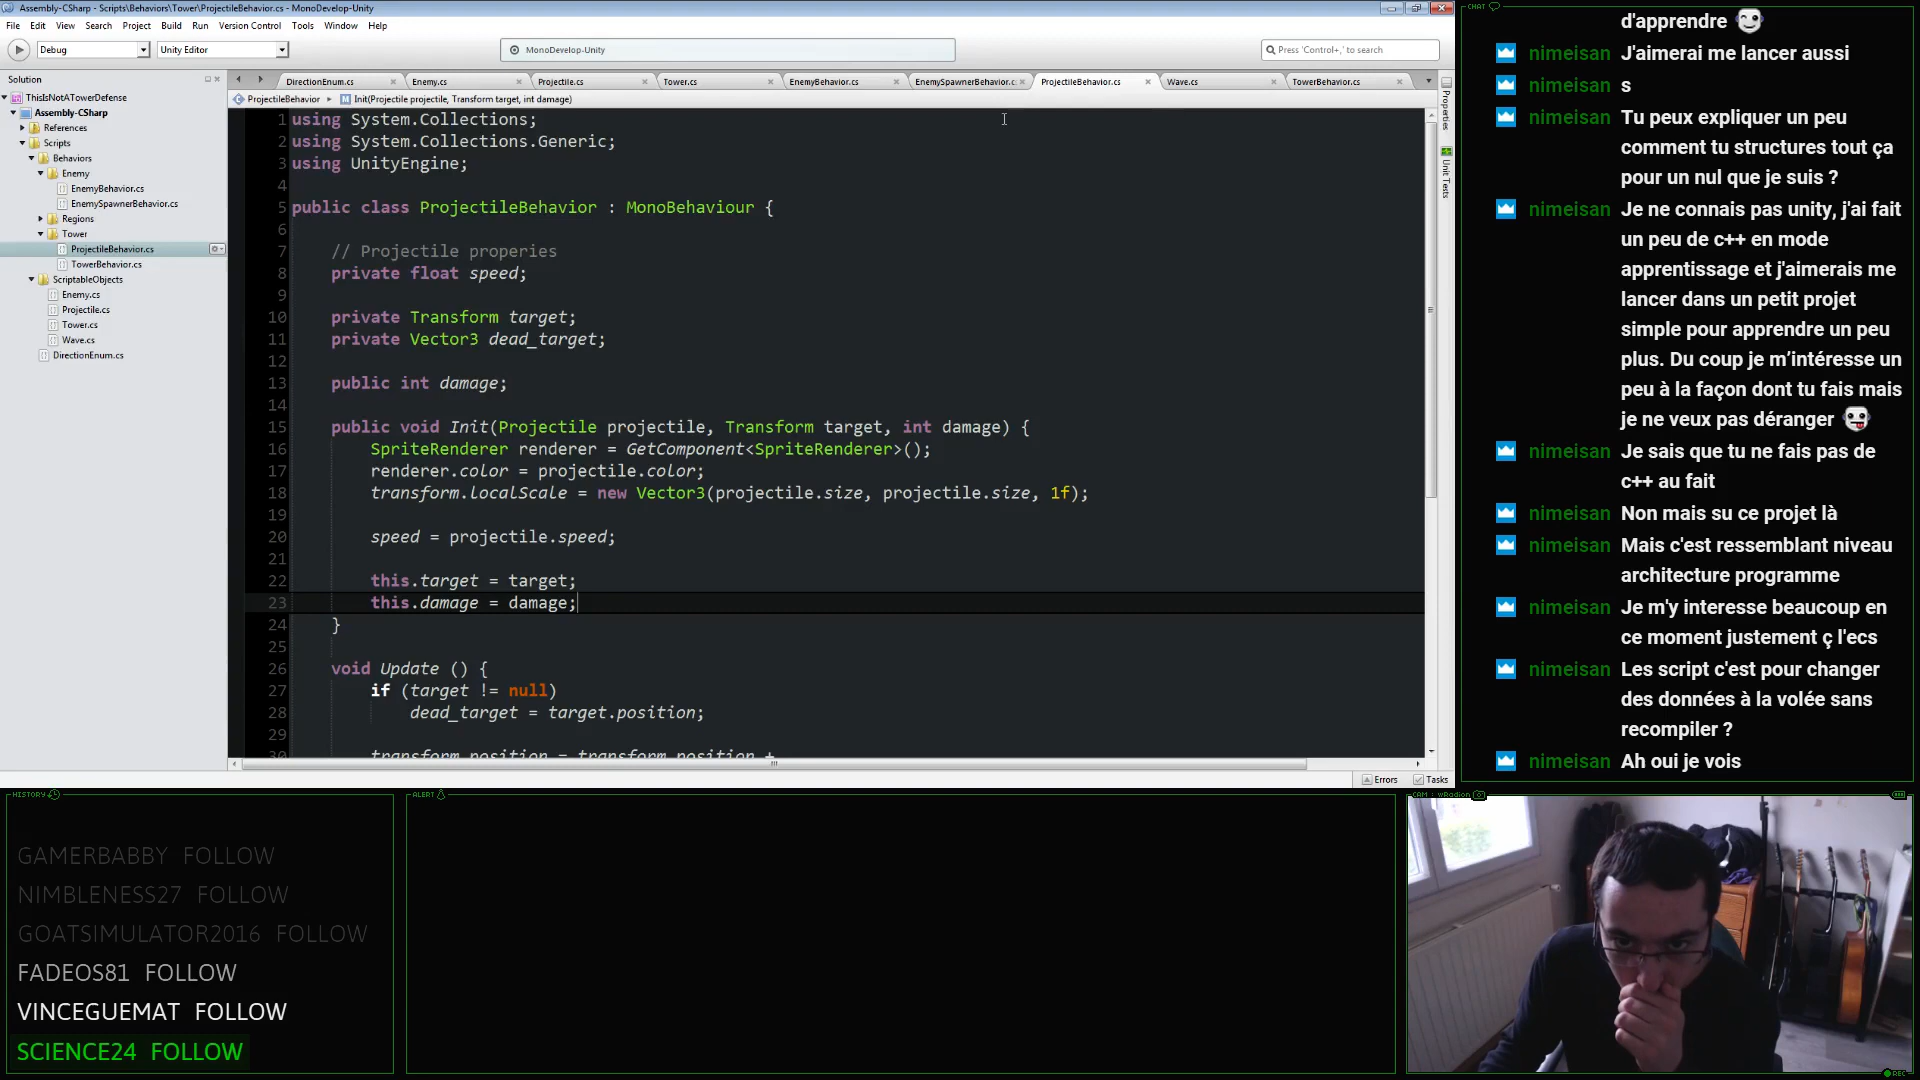 Assembly-CSharp - Scripts\Behaviors\Tower\ProjectileBehavior.cs - MonoDevelop-Unity
File Edit View Search Project Build Run Version Control Tools Window Help
Debug
Unity Editor
MonoDevelop-Unity
Press 'Control+,' to search
Solution
ThisIsNotATowerDefense
Assembly-CSharp
References
Scripts
Behaviors
Enemy
EnemyBehavior.cs
EnemySpawnerBehavior.cs
Regions
Tower
ProjectileBehavior.cs
TowerBehavior.cs
ScriptableObjects
Enemy.cs
Projectile.cs
Tower.cs
Wave.cs
DirectionEnum.cs
DirectionEnum.cs Enemy.cs Projectile.cs Tower.cs EnemyBehavior.cs EnemySpawnerBehavior.c: ProjectileBehavior.cs Wave.cs TowerBehavior.cs
ProjectileBehavior Init(Projectile projectile, Transform target, int damage)
1 using System.Collections;
2 using System.Collections.Generic;
3 using UnityEngine;
4
5 public class ProjectileBehavior : MonoBehaviour {
6
7 // Projectile properies
8 private float speed;
9
10 private Transform target;
11 private Vector3 dead_target;
12
13 public int damage;
14
15 public void Init(Projectile projectile, Transform target, int damage) {
16 SpriteRenderer renderer = GetComponent<SpriteRenderer>();
17 renderer.color = projectile.color;
18 transform.localScale = new Vector3(projectile.size, projectile.size, 1f);
19
20 speed = projectile.speed;
21
22 this.target = target;
23 this.damage = damage;
24 }
25
26 void Update () {
27 if (target != null)
28 dead_target = target.position;
29
30 transform.position = transform.position +
Properties
Unit Tests
Errors Tasks
CHAT
d'apprendre
nimeisan J'aimerai me lancer aussi
nimeisan s
nimeisan Tu peux expliquer un peu
comment tu structures tout ça
pour un nul que je suis ?
nimeisan Je ne connais pas unity, j'ai fait
un peu de c++ en mode
apprentissage et j'aimerais me
lancer dans un petit projet
simple pour apprendre un peu
plus. Du coup je m'intéresse un
peu à la façon dont tu fais mais
je ne veux pas déranger
nimeisan Je sais que tu ne fais pas de
c++ au fait
nimeisan Non mais su ce projet là
nimeisan Mais c'est ressemblant niveau
architecture programme
nimeisan Je m'y interesse beaucoup en
ce moment justement ç l'ecs
nimeisan Les script c'est pour changer
des données à la volée sans
recompiler ?
nimeisan Ah oui je vois
HISTORY
GAMERBABBY FOLLOW
NIMBLENESS27 FOLLOW
GOATSIMULATOR2016 FOLLOW
FADEOS81 FOLLOW
VINCEGUEMAT FOLLOW
SCIENCE24 FOLLOW
ALERT
CAM : wRadion
REC